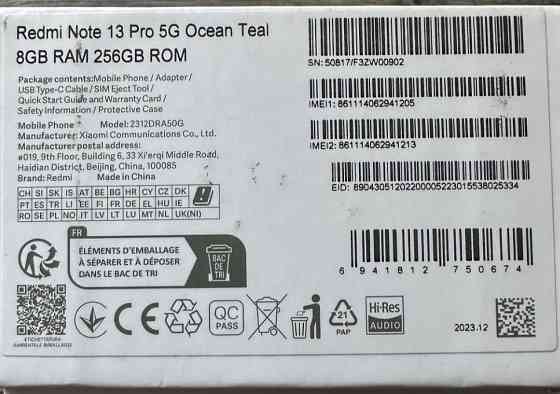 Redmi Note 13 Pro 5G Ocean Teal
8GB RAM 256GB ROM
Package contents:Mobile Phone / Adapter /
USB Type-C Cable / SIM Eject Tool /
Quick Start Guide and Warranty Card /
Safety Information / Protective Case
Mobile Phone Model: 2312DRA50G
Manufacturer: Xiaomi Communications Co., Ltd.
Manufacturer postal address:
#019, 9th Floor, Building 6, 33 Xi'erqi Middle Road,
Haidian District, Beijing, China, 100085
Brand: Redmi Made in China
CH SI SK IS AT BE BG HR CY CZ DK
PT ES TR LI EE FI FR DE EL HU IE
RO SE PL NO IT LV LT LU MT NL UK(NI)
SN: 50817/F3ZW00902
IMEI1: 861114062941205
IMEI2: 861114062941213
EID: 89043051202200005223015538025334
6 941812 750674
FR
ÉLÉMENTS D'EMBALLAGE
À SÉPARER ET À DÉPOSER
DANS LE BAC DE TRI
BAC
DE
TRI
ETICHETTATURA
AMBIENTALE IMBALLAGGI
CE
QC
PASS
21
PAP
Hi-Res
AUDIO
2023.12